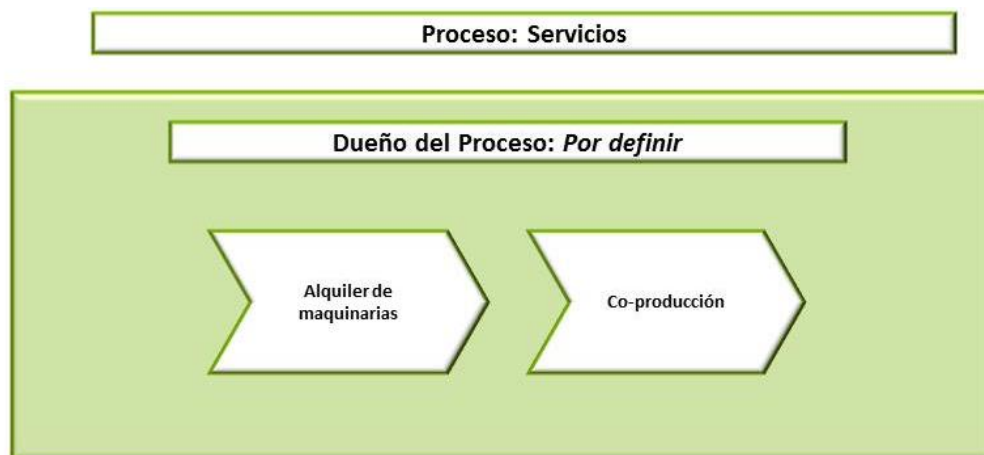 Proceso: Servicios
Dueño del Proceso: Por definir
Alquiler de
maquinarias
Co-producción